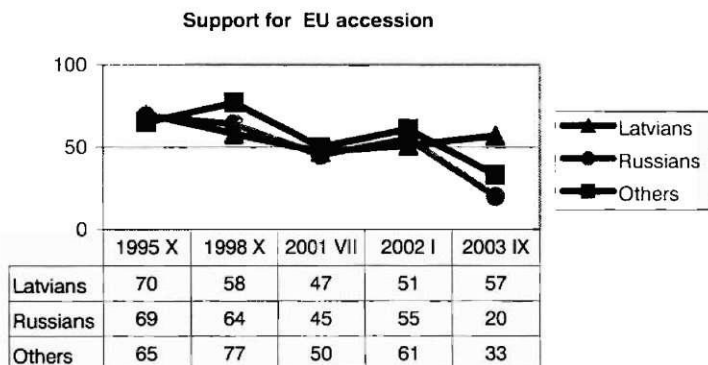 Support for EU accession
100
50
0
Latvians
Russians
Others
1995 X 1998 X 2001 VII 2002 I 2003 IX
Latvians 70 58 47 51 57
Russians 69 64 45 55 20
Others 65 77 50 61 33